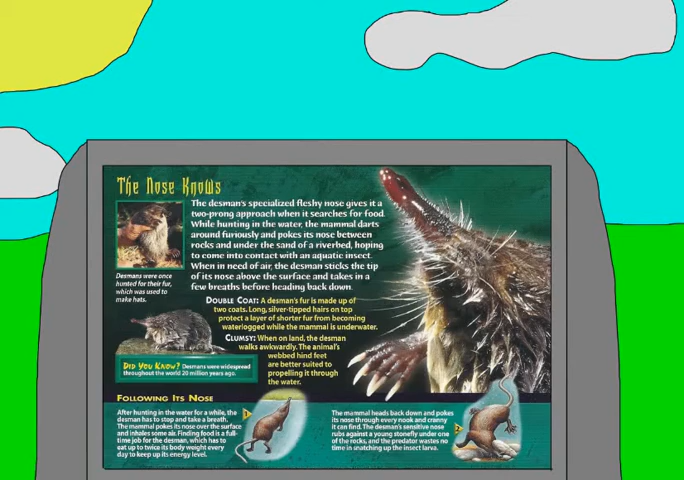 The Nose Knows
The desman's specialized fleshy nose gives it a
two-prong approach when it searches for food.
While hunting in the water, the mammal darts
around furiously and pokes its nose between
rocks and under the sand of a riverbed, hoping
to come into contact with an aquatic insect.
When in need of air, the desman sticks the tip
of its nose above the surface and takes in a
few breaths before heading back down.
Desmans were once
hunted for their fur,
which was used to
make hats.
DOUBLE COAT: A desman's fur is made up of
two coats. Long, silver-tipped hairs on top
protect a layer of shorter fur from becoming
waterlogged while the mammal is underwater.
CLUMSY: When on land, the desman
walks awkwardly. The animal's
webbed hind feet
are better suited to
propelling it through
the water.
DID YOU KNOW? Desmans were widespread
throughout the world 20 million years ago.
FOLLOWING ITS NOSE
After hunting in the water for a while, the
desman has to stop and take a breath.
The mammal pokes its nose over the surface
and inhales some air. Finding food is a full-
time job for the desman, which has to
eat up to twice its body weight every
day to keep up its energy level.
1
The mammal heads back down and pokes
its nose through every nook and cranny
it can find. The desman's sensitive nose
rubs against a young stonefly under one
of the rocks, and the predator wastes no
time in snatching up the insect larva.
2